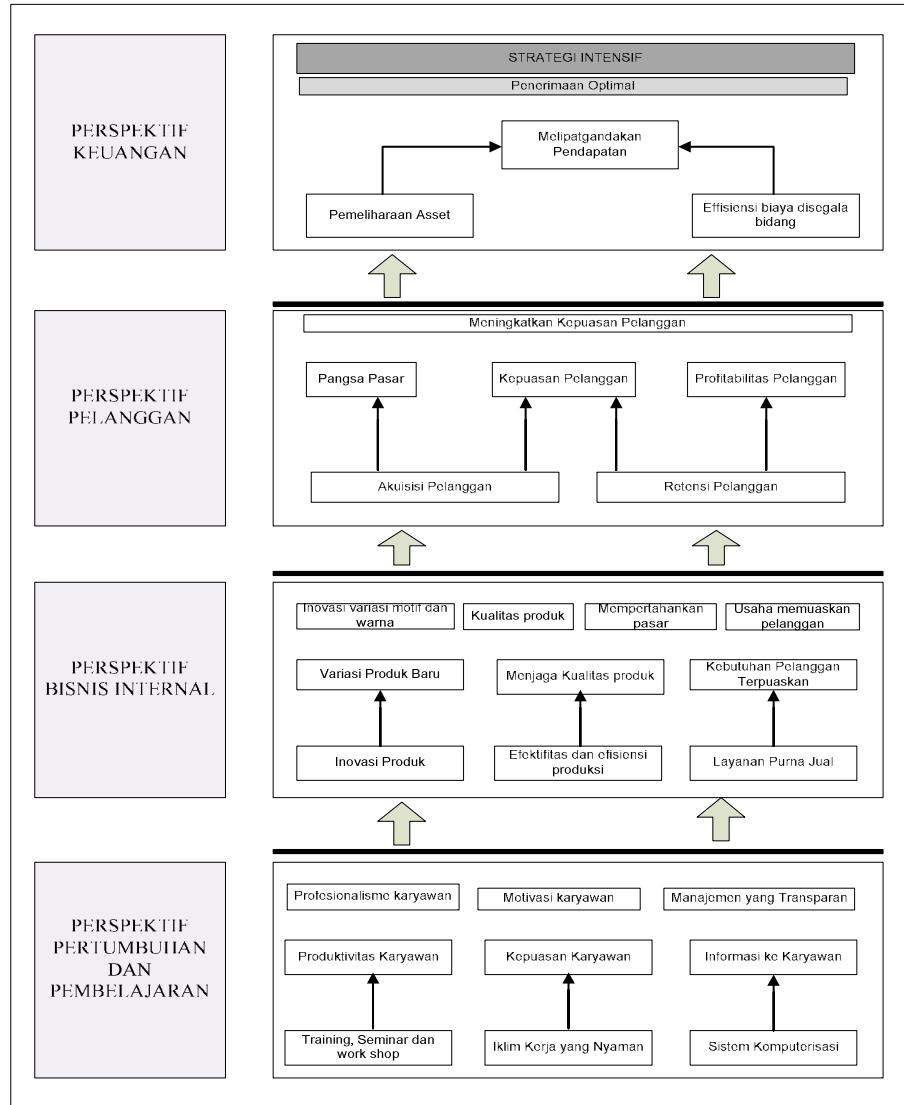 PERSPEKTIF
KEUANGAN
STRATEGI INTENSIF
Penerimaan Optimal
Melipatgandakan
Pendapatan
Pemeliharaan Asset
Effisiensi biaya disegala
bidang
PERSPEKTIF
PELANGGAN
Meningkatkan Kepuasan Pelanggan
Pangsa Pasar
Kepuasan Pelanggan
Profitabilitas Pelanggan
Akuisisi Pelanggan
Retensi Pelanggan
PERSPEKTIF
BISNIS INTERNAL
Inovasi variasi motif dan
warna
Kualitas produk
Mempertahankan
pasar
Usaha memuaskan
pelanggan
Variasi Produk Baru
Menjaga Kualitas produk
Kebutuhan Pelanggan
Terpuaskan
Inovasi Produk
Efektifitas dan efisiensi
produksi
Layanan Purna Jual
PERSPEKTIF
PERTUMBUHAN
DAN
PEMBELAJARAN
Profesionalisme karyawan
Motivasi karyawan
Manajemen yang Transparan
Produktivitas Karyawan
Kepuasan Karyawan
Informasi ke Karyawan
Training, Seminar dan
work shop
Iklim Kerja yang Nyaman
Sistem Komputerisasi